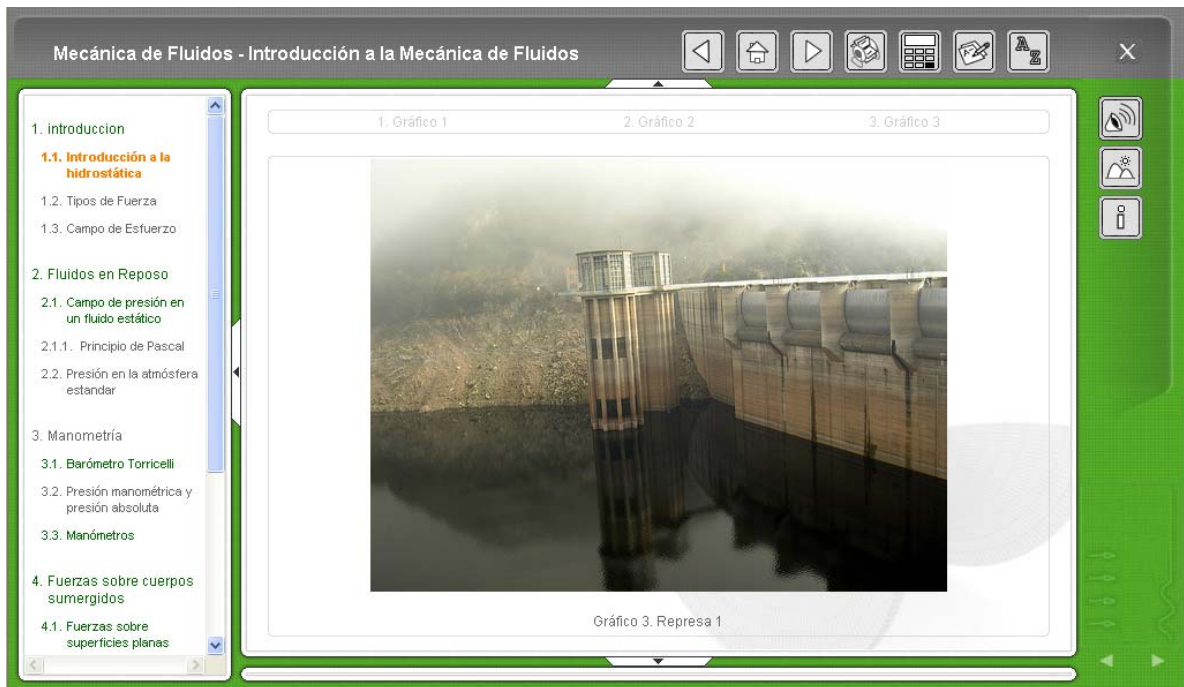 Mecánica de Fluidos - Introducción a la Mecánica de Fluidos
A Z
X
1. introduccion
1.1. Introducción a la
hidrostática
1.2. Tipos de Fuerza
1.3. Campo de Esfuerzo
2. Fluidos en Reposo
2.1. Campo de presión en
un fluido estático
2.1.1. Principio de Pascal
2.2. Presión en la atmósfera
estandar
3. Manometría
3.1. Barómetro Torricelli
3.2. Presión manométrica y
presión absoluta
3.3. Manómetros
4. Fuerzas sobre cuerpos
sumergidos
4.1. Fuerzas sobre
superficies planas
1. Gráfico 1
2. Gráfico 2
3. Gráfico 3
Gráfico 3. Represa 1